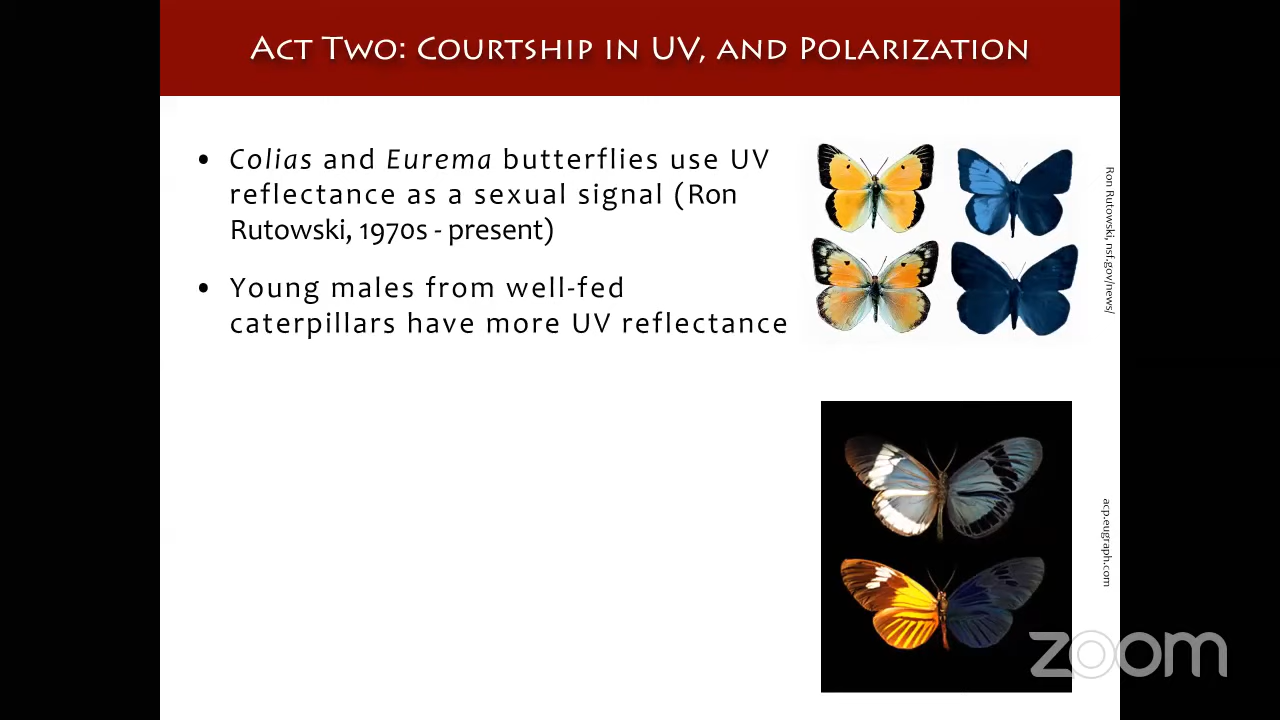 Act Two: Courtship in UV, and Polarization
• Colias and Eurema butterflies use UV
reflectance as a sexual signal (Ron
Rutowski, 1970s - present)
• Young males from well-fed
caterpillars have more UV reflectance
Ron Rutowski, nsf.gov/news/
acp.eugraph.com
zoom